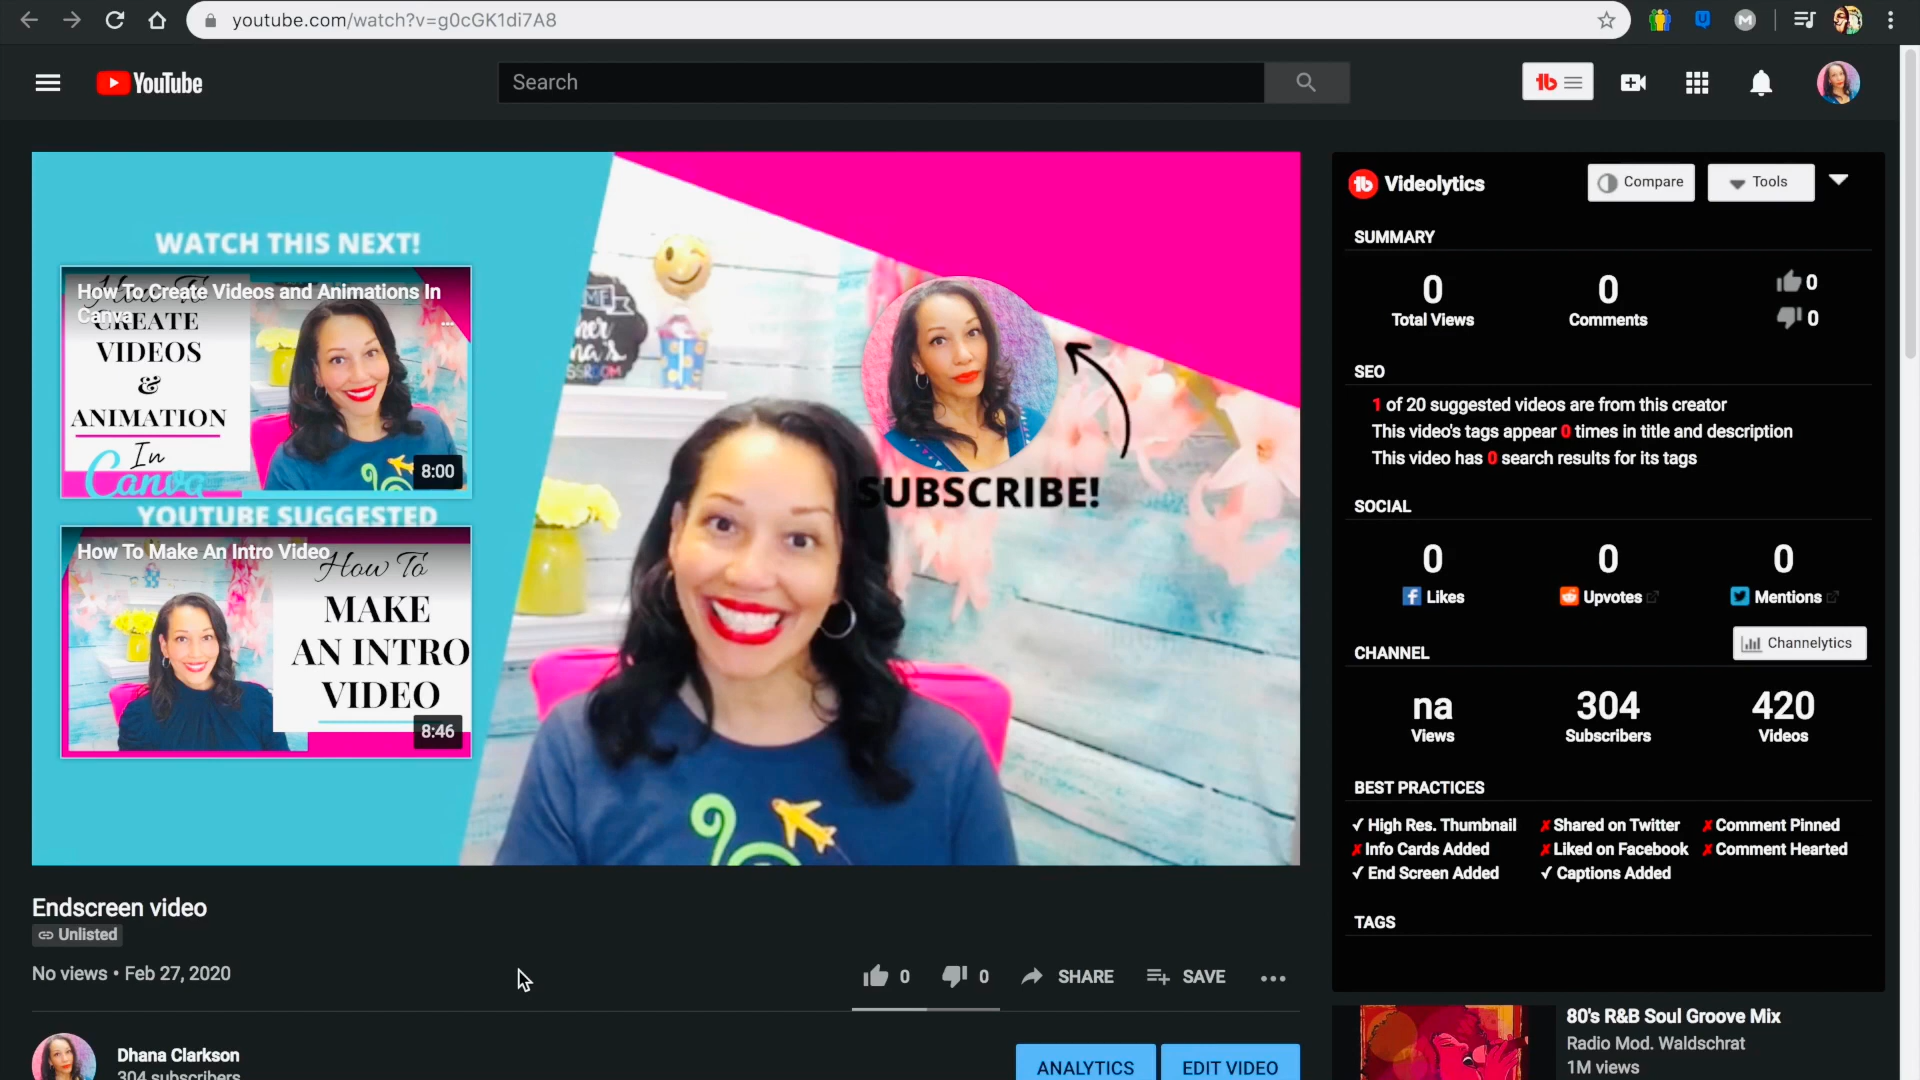 youtube.com/watch?v=g0cGK1di7A8
YouTube
Search
WATCH THIS NEXT!
How To Create Videos and Animations In
Canva
CREATE
VIDEOS
&
ANIMATION
In
Canva
8:00
YOUTUBE SUGGESTED
How To Make An Intro Video
How To
MAKE
AN INTRO
VIDEO
8:46
SUBSCRIBE!
Endscreen video
Unlisted
No views • Feb 27, 2020
0
0
SHARE
SAVE
Dhana Clarkson
304 subscribers
ANALYTICS
EDIT VIDEO
Videolytics
Compare
Tools
SUMMARY
0
Total Views
0
Comments
0
0
SEO
1 of 20 suggested videos are from this creator
This video's tags appear 0 times in title and description
This video has 0 search results for its tags
SOCIAL
0
Likes
0
Upvotes
0
Mentions
CHANNEL
Channelytics
na
Views
304
Subscribers
420
Videos
BEST PRACTICES
✓ High Res. Thumbnail
✗ Shared on Twitter
✗ Comment Pinned
✗ Info Cards Added
✗ Liked on Facebook
✗ Comment Hearted
✓ End Screen Added
✓ Captions Added
TAGS
80's R&B Soul Groove Mix
Radio Mod. Waldschrat
1M views